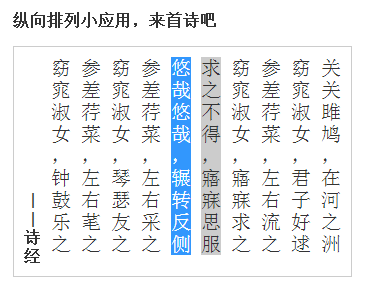 纵向排列小应用，来首诗吧
关关雎鸠，在河之洲
窈窕淑女，君子好逑
参差荇菜，左右流之
窈窕淑女，寤寐求之
求之不得，寤寐思服
悠哉悠哉，辗转反侧
参差荇菜，左右采之
窈窕淑女，琴瑟友之
参差荇菜，左右芼之
窈窕淑女，钟鼓乐之
——诗经